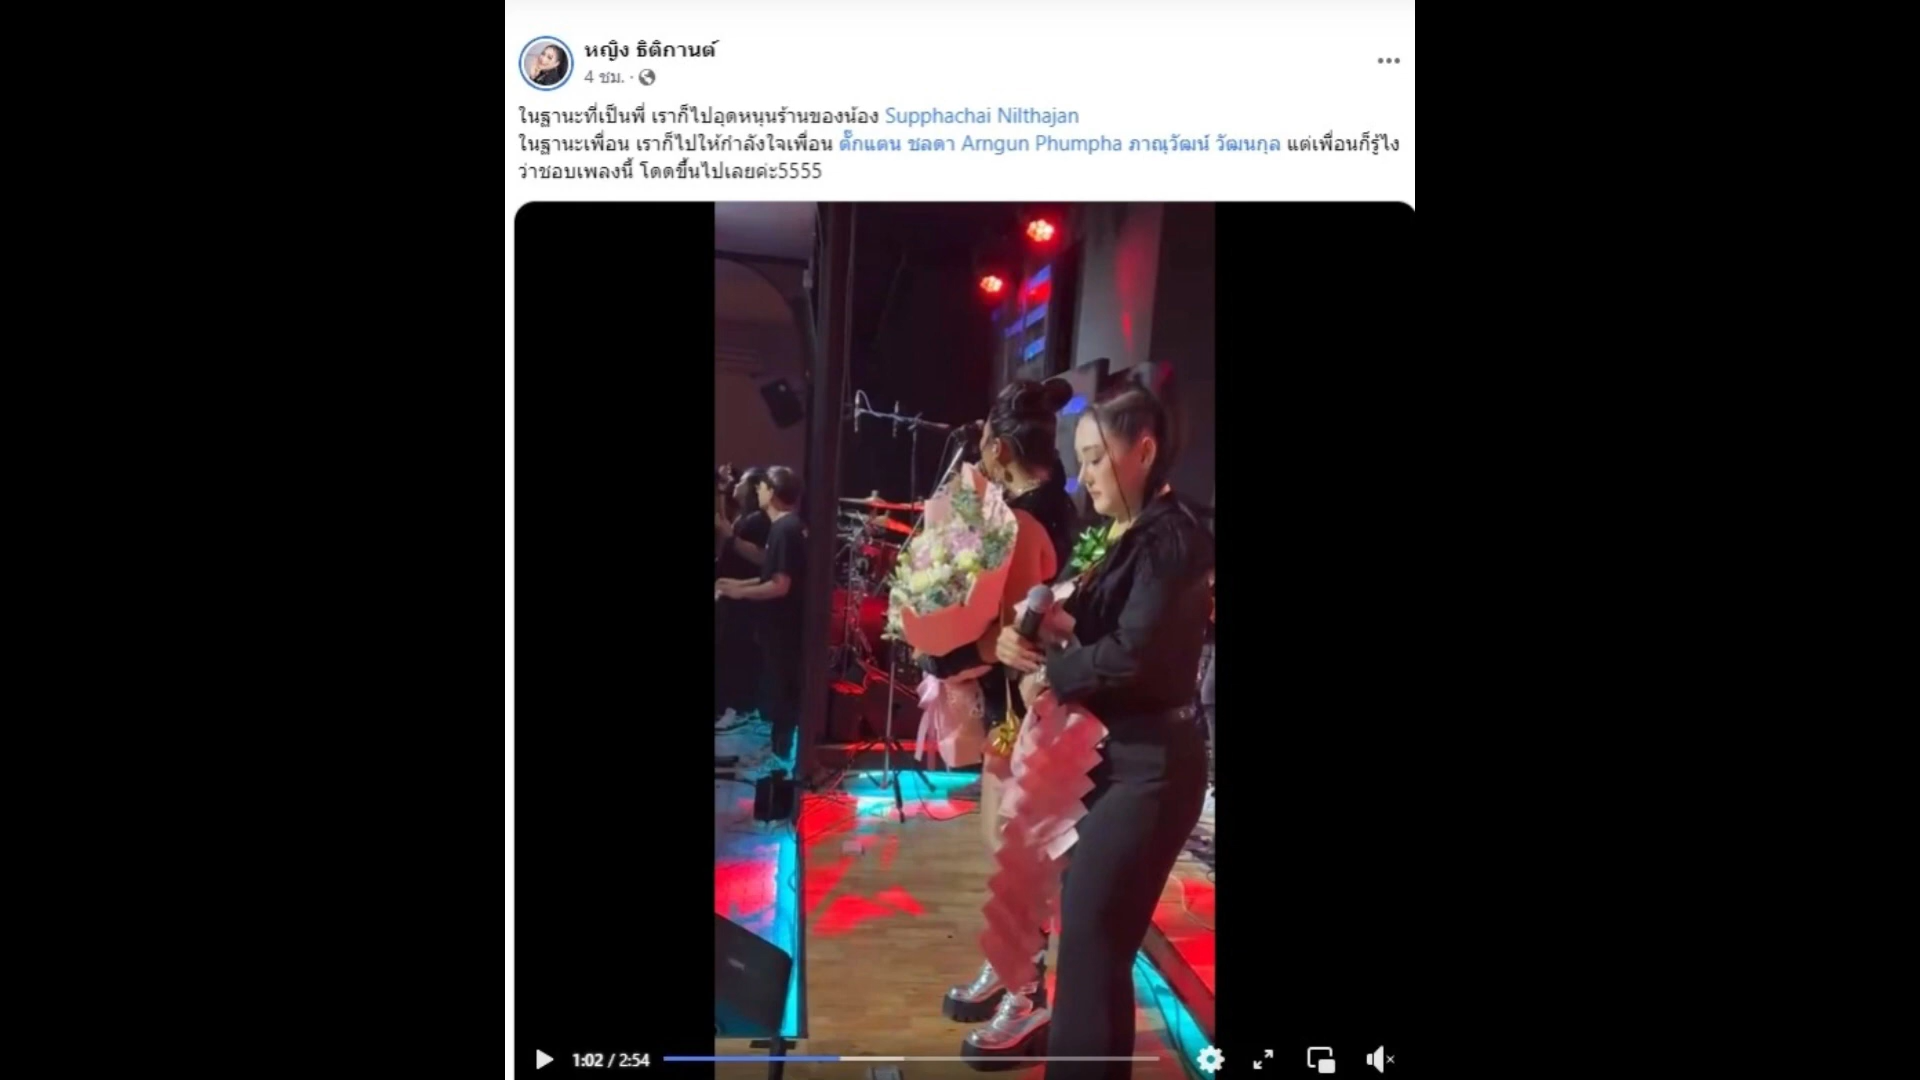 หญิง ธิติกานต์
4 ชม. ·
ในฐานะที่เป็นพี่ เราก็ไปอุดหนุนร้านของน้อง Supphachai Nilthajan
ในฐานะเพื่อน เราก็ไปให้กำลังใจเพื่อน ตั๊กแตน ชลดา Arngun Phumpha ภาณุวัฒน์ วัฒนกุล แต่เพื่อนก็รู้ไง
ว่าชอบเพลงนี้ โดดขึ้นไปเลยค่ะ5555
1:02 / 2:54